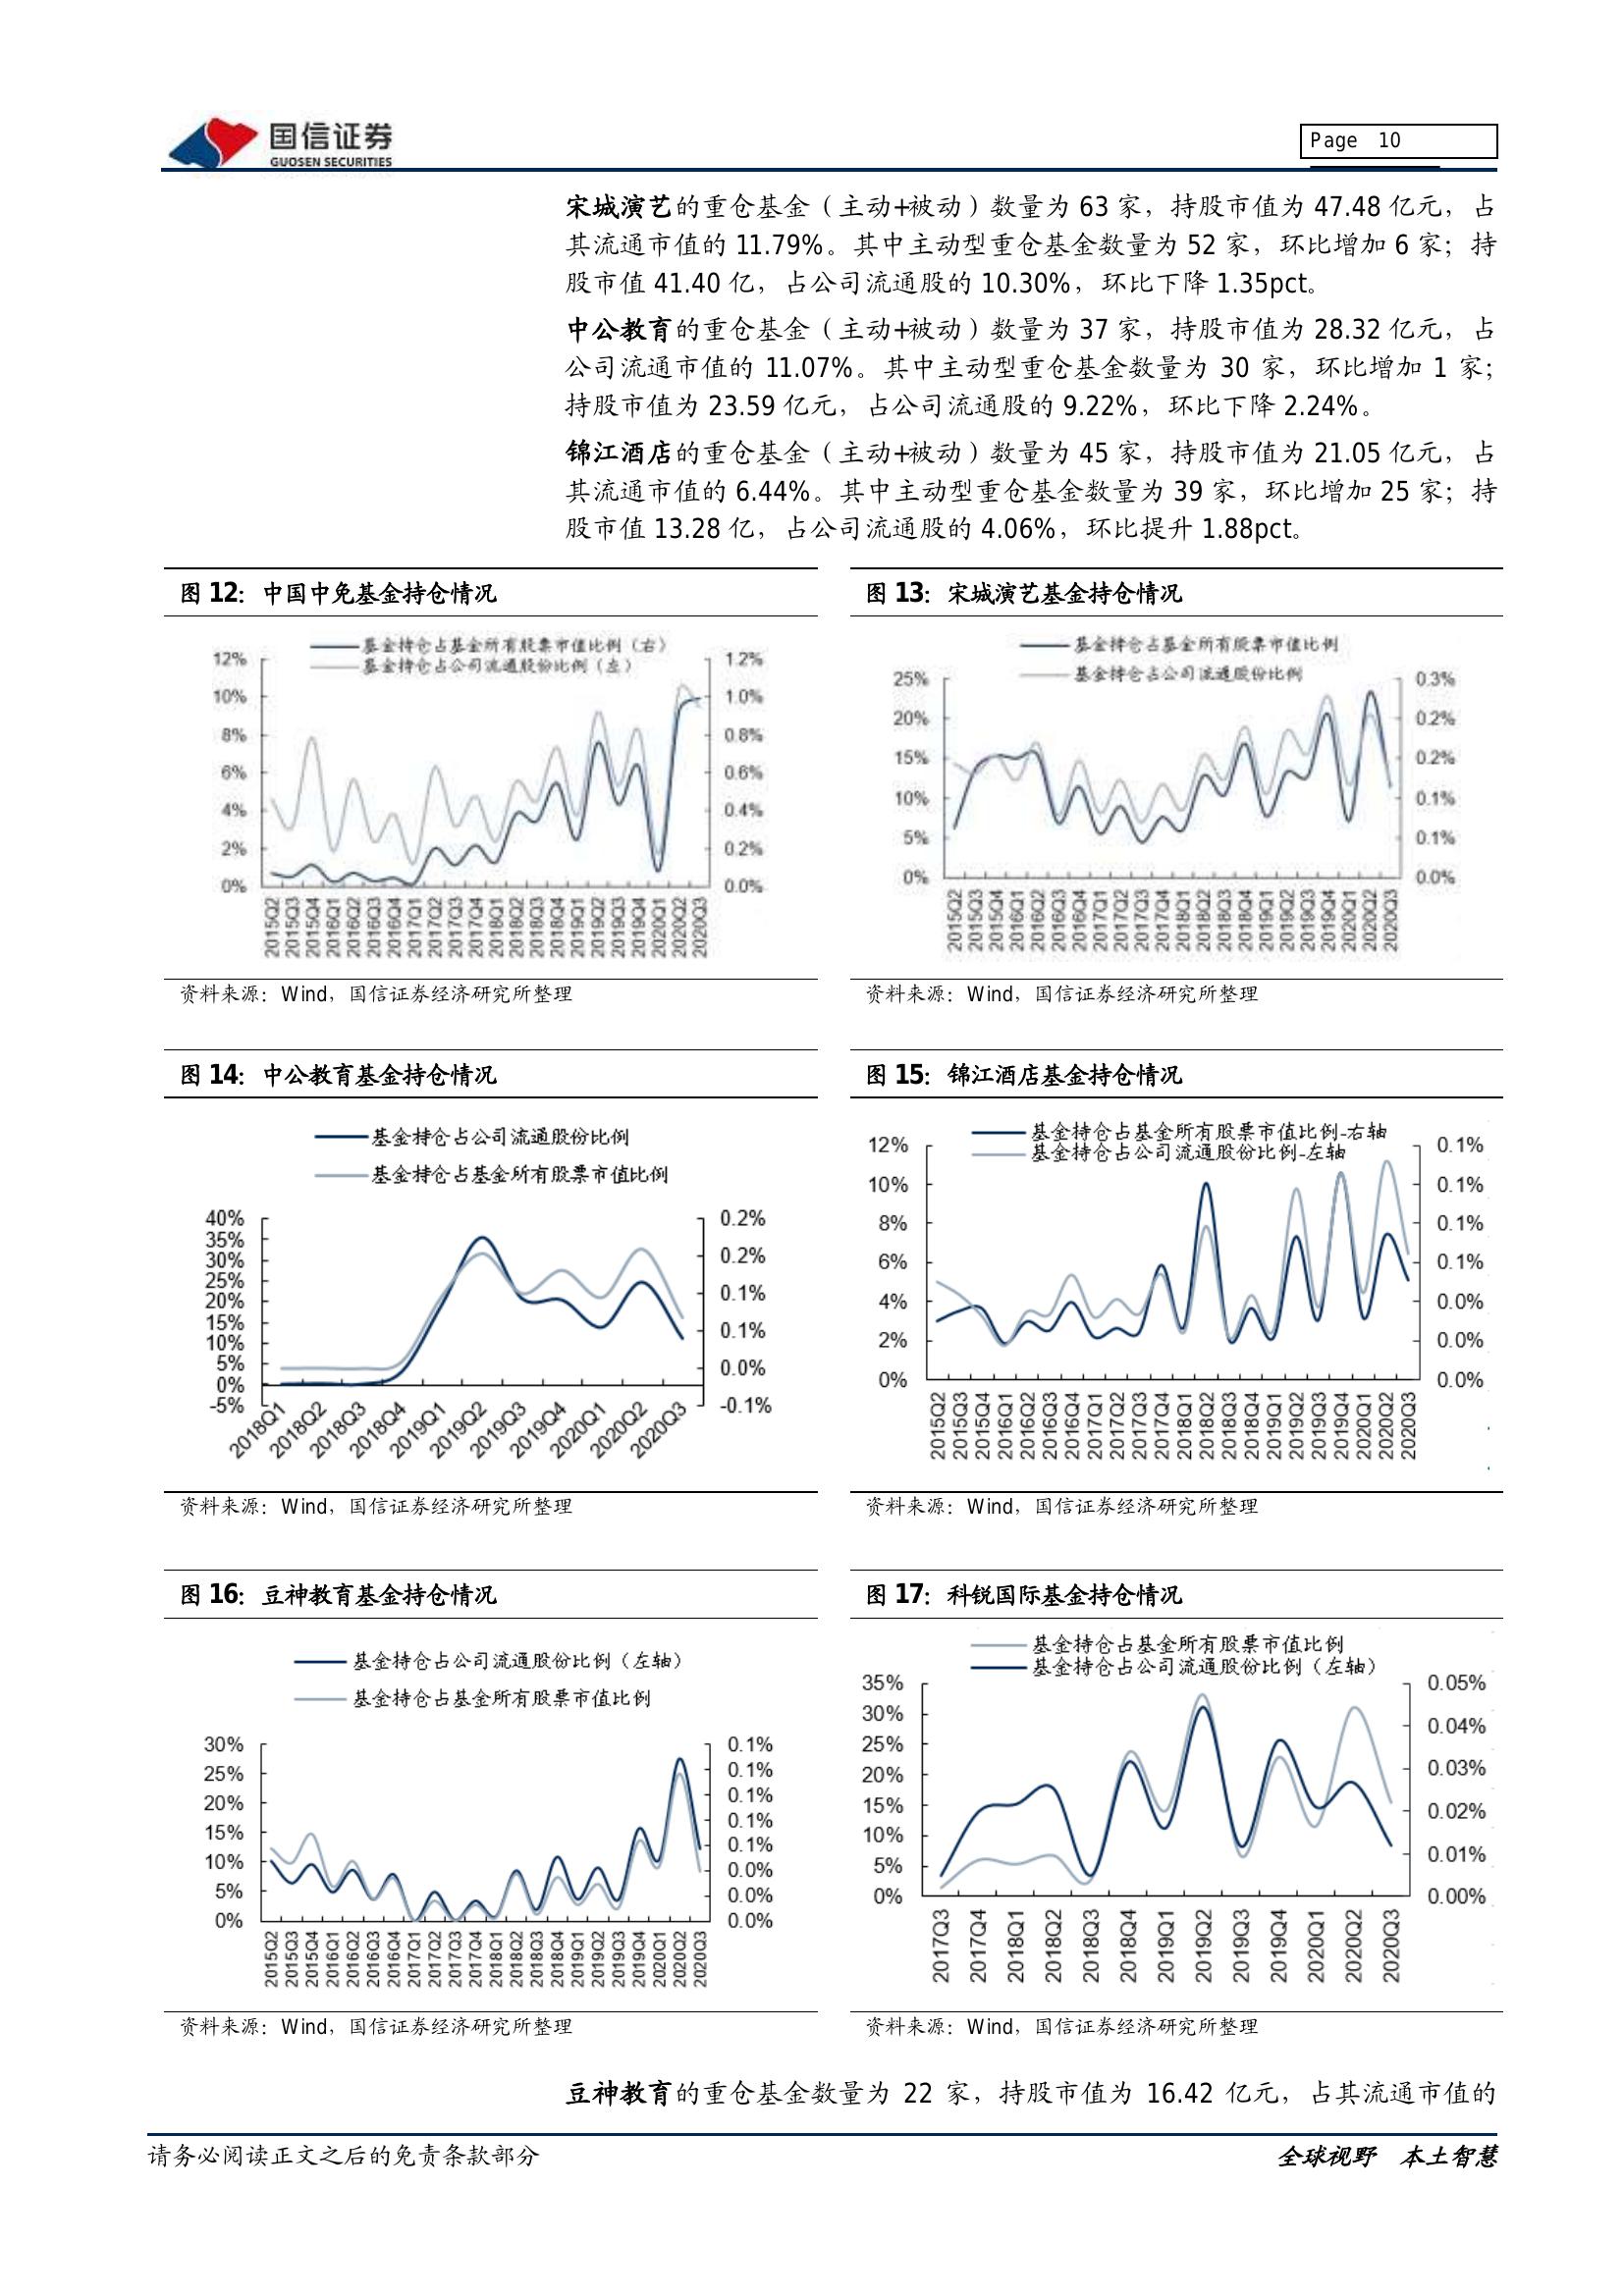 国信证券
GUOSEN SECURITIES
Page 10
宋城演艺的重仓基金（主动+被动）数量为 63 家，持股市值为 47.48 亿元，占
其流通市值的 11.79%。其中主动型重仓基金数量为 52 家，环比增加 6 家；持
股市值 41.40 亿，占公司流通股的 10.30%，环比下降 1.35pct。
中公教育的重仓基金（主动+被动）数量为 37 家，持股市值为 28.32 亿元，占
公司流通市值的 11.07%。其中主动型重仓基金数量为 30 家，环比增加 1 家；
持股市值为 23.59 亿元，占公司流通股的 9.22%，环比下降 2.24%。
锦江酒店的重仓基金（主动+被动）数量为 45 家，持股市值为 21.05 亿元，占
其流通市值的 6.44%。其中主动型重仓基金数量为 39 家，环比增加 25 家；持
股市值 13.28 亿，占公司流通股的 4.06%，环比提升 1.88pct。
图 12：中国中免基金持仓情况
基金持仓占基金所有股票市值比例（右）
基金持仓占公司流通股份比例（左）
12% 1.2%
10% 1.0%
8% 0.8%
6% 0.6%
4% 0.4%
2% 0.2%
0% 0.0%
2015Q2 2015Q3 2015Q4 2016Q1 2016Q2 2016Q3 2016Q4 2017Q1 2017Q2 2017Q3 2017Q4 2018Q1 2018Q2 2018Q3 2018Q4 2019Q1 2019Q2 2019Q3 2019Q4 2020Q1 2020Q2 2020Q3
资料来源：Wind，国信证券经济研究所整理
图 13：宋城演艺基金持仓情况
基金持仓占基金所有股票市值比例
基金持仓占公司流通股份比例
25% 0.3%
20% 0.2%
15% 0.2%
10% 0.1%
5% 0.1%
0% 0.0%
2015Q2 2015Q3 2015Q4 2016Q1 2016Q2 2016Q3 2016Q4 2017Q1 2017Q2 2017Q3 2017Q4 2018Q1 2018Q2 2018Q3 2018Q4 2019Q1 2019Q2 2019Q3 2019Q4 2020Q1 2020Q2 2020Q3
资料来源：Wind，国信证券经济研究所整理
图 14：中公教育基金持仓情况
基金持仓占公司流通股份比例
基金持仓占基金所有股票市值比例
40% 0.2%
35%
30% 0.2%
25%
20% 0.1%
15%
10% 0.1%
5% 0.0%
0%
-5% -0.1%
2018Q1 2018Q2 2018Q3 2018Q4 2019Q1 2019Q2 2019Q3 2019Q4 2020Q1 2020Q2 2020Q3
资料来源：Wind，国信证券经济研究所整理
图 15：锦江酒店基金持仓情况
基金持仓占基金所有股票市值比例-右轴
基金持仓占公司流通股份比例-左轴
12% 0.1%
10% 0.1%
8% 0.1%
6% 0.1%
4% 0.0%
2% 0.0%
0% 0.0%
2015Q2 2015Q3 2015Q4 2016Q1 2016Q2 2016Q3 2016Q4 2017Q1 2017Q2 2017Q3 2017Q4 2018Q1 2018Q2 2018Q3 2018Q4 2019Q1 2019Q2 2019Q3 2019Q4 2020Q1 2020Q2 2020Q3
资料来源：Wind，国信证券经济研究所整理
图 16：豆神教育基金持仓情况
基金持仓占公司流通股份比例（左轴）
基金持仓占基金所有股票市值比例
30% 0.1%
25% 0.1%
20% 0.1%
15% 0.1%
10% 0.1%
5% 0.0%
0% 0.0%
0.0%
2015Q2 2015Q3 2015Q4 2016Q1 2016Q2 2016Q3 2016Q4 2017Q1 2017Q2 2017Q3 2017Q4 2018Q1 2018Q2 2018Q3 2018Q4 2019Q1 2019Q2 2019Q3 2019Q4 2020Q1 2020Q2 2020Q3
资料来源：Wind，国信证券经济研究所整理
图 17：科锐国际基金持仓情况
基金持仓占基金所有股票市值比例
基金持仓占公司流通股份比例（左轴）
35% 0.05%
30% 0.04%
25% 0.03%
20% 0.02%
15% 0.01%
10% 0.00%
5%
0%
2017Q3 2017Q4 2018Q1 2018Q2 2018Q3 2018Q4 2019Q1 2019Q2 2019Q3 2019Q4 2020Q1 2020Q2 2020Q3
资料来源：Wind，国信证券经济研究所整理
豆神教育的重仓基金数量为 22 家，持股市值为 16.42 亿元，占其流通市值的
请务必阅读正文之后的免责条款部分
全球视野 本土智慧